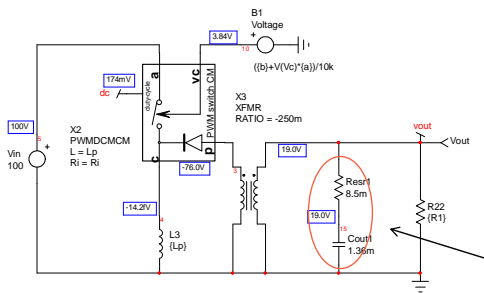 B1
Voltage
3.84V
10
({b}+V(Vc)*{a})/10k
174mV
dc
a
vc
duty-cycle
PWM switch CM
c
p
X3
XFMR
RATIO = -250m
100V
8
X2
PWMDCMCM
L = Lp
Ri = Ri
Vin
100
-76.0V
3
19.0V
vout
Vout
-14.2fV
4
L3
{Lp}
Resr1
8.5m
19.0V
15
Cout1
1.36m
R22
{R1}